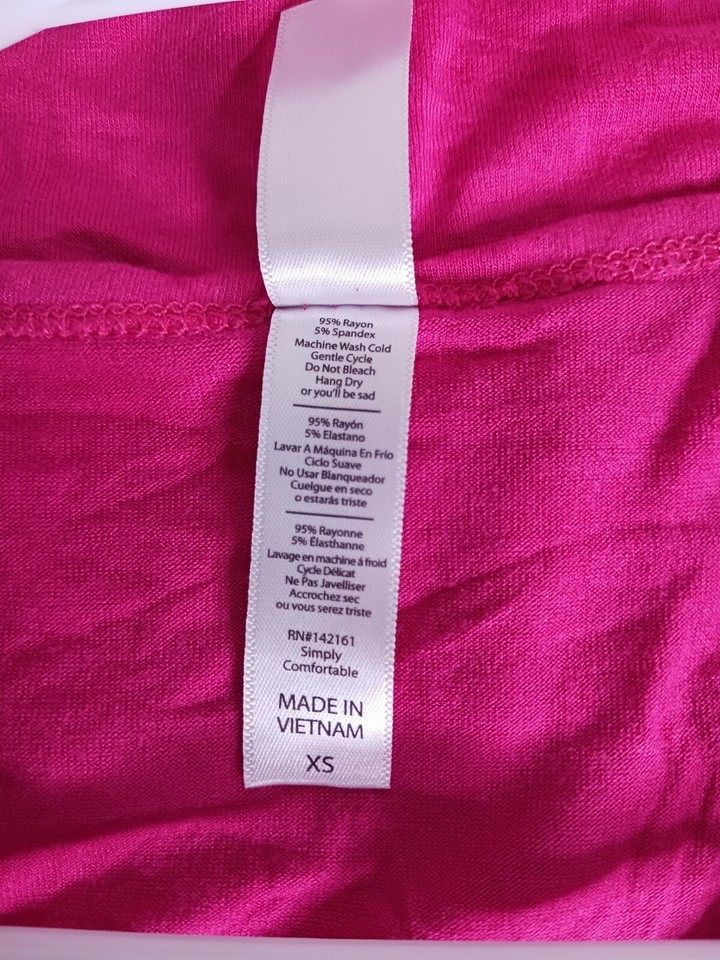 95% Rayon
5% Spandex
Machine Wash Cold
Gentle Cycle
Do Not Bleach
Hang Dry
or you'll be sad
95% Rayón
5% Elastano
Lavar A Máquina En Frio
Ciclo Suave
No Usar Blanqueador
Cuelgue en seco
o estarás triste
95% Rayonne
5% Élasthanne
Lavage en machine á froid
Cycle Délicat
Ne Pas Javelliser
Accrochez sec
ou vous serez triste
RN#142161
Simply
Comfortable
MADE IN
VIETNAM
XS